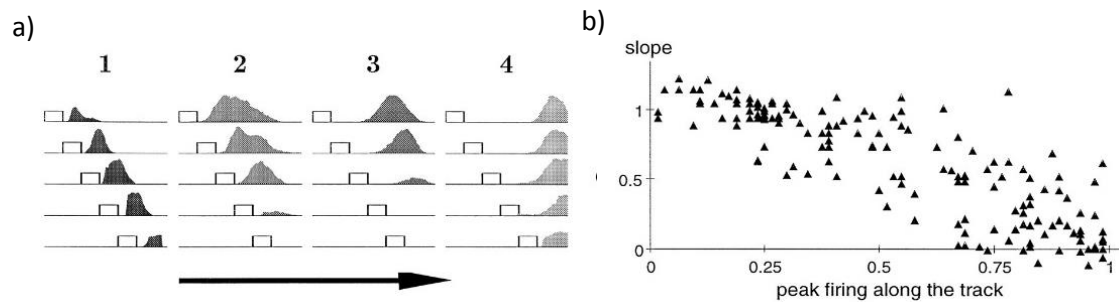 a)
1 2 3 4
b)
slope
1
0.5
0
0 0.25 0.5 0.75 1
peak firing along the track